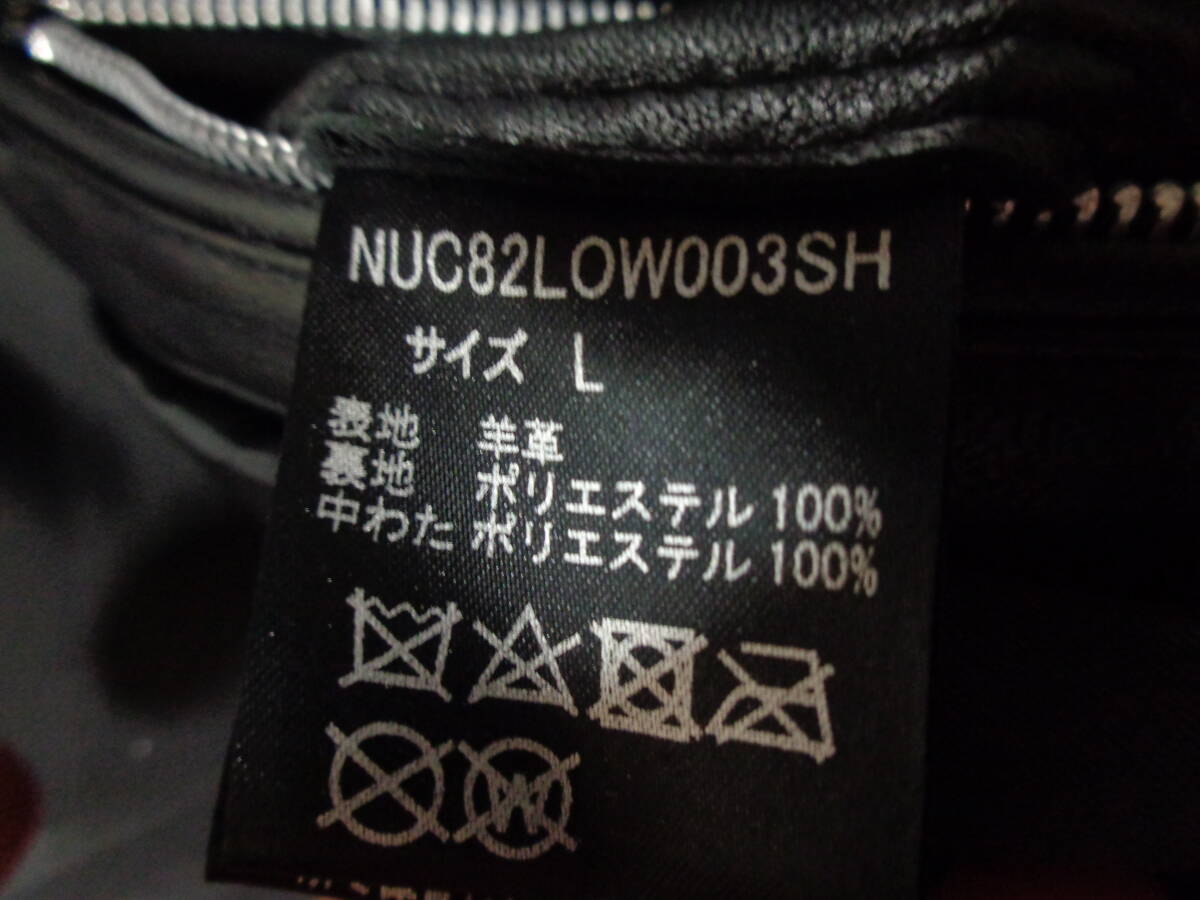 NUC82LOW003SH
サイズ L
表地 羊革
裏地 ポリエステル 100%
中わた ポリエステル 100%
W